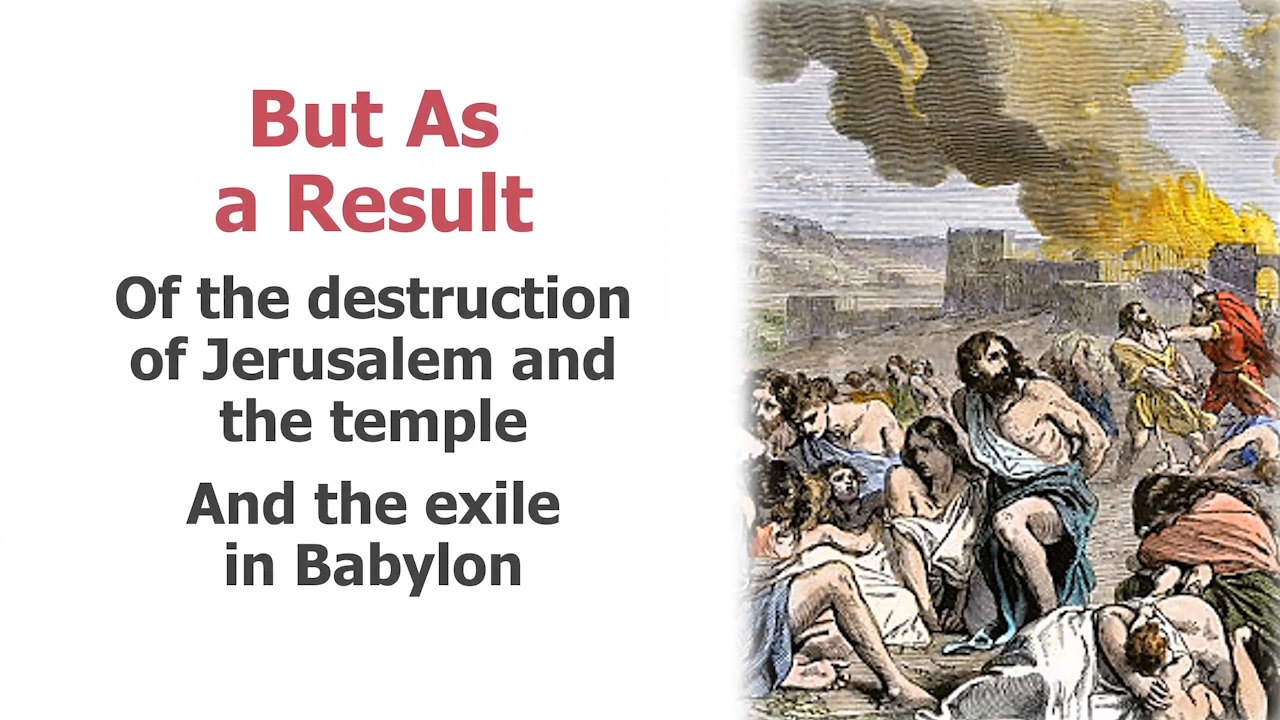 But As
a Result
Of the destruction
of Jerusalem and
the temple
And the exile
in Babylon